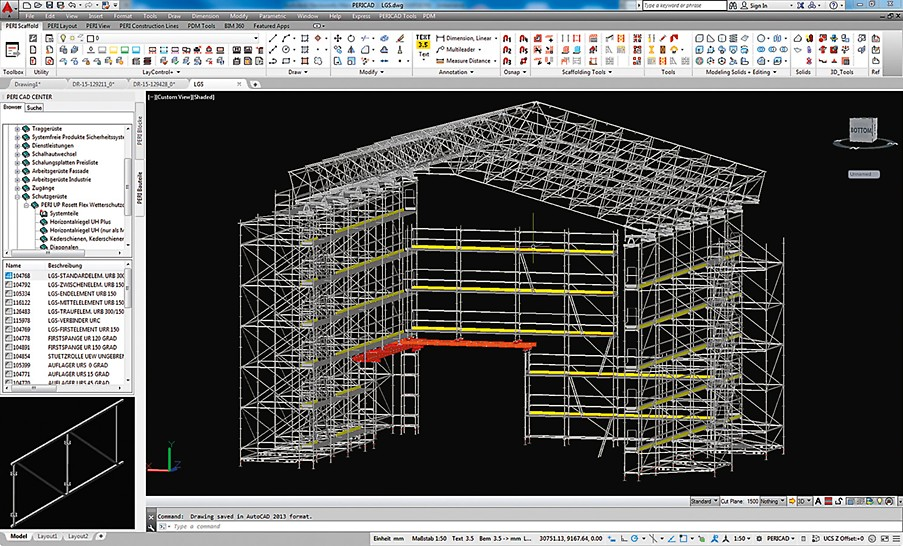 PERICAD LGS.dwg
Type a keyword or phrase
Sign In
Home Insert Format Tools Draw Dimension Modify Parametric Window Help Express PERICAD Tools PDM
PERI Scaffold PERI Layout PERI View PERI Construction Lines PDM Tools BIM 360 Featured Apps
TEXT
3.5
Text
Dimension, Linear
Multileader
Measure Distance
Toolbox Utility LayControl Draw Modify Annotation Osnap Scaffolding Tools Tools Modeling Solids + Editing Solids 3D_Tools Ref
Drawing1* DR-15-129211_0* DR-15-129428_0* LGS
PERI CAD CENTER
Browser Suche
Traggerüste
Systemfreie Produkte Sicherheitssyste
Dienstleistungen
Schalhautwechsel
Schalungsplatten Preisliste
Arbeitsgerüste Fassade
Arbeitsgerüste Industrie
Zugänge
Schutzgerüste
PERI UP Rosett Flex Wetterschutz
Systemteile
Horizontalriegel UH Plus
Horizontalriegel UH (nur als M
Kederschienen, Kederschiener
Diagonalen
PERI Blöcke
PERI Bauteile
Name Beschreibung
104768 LGS-STANDARDELEM. URB 300
104792 LGS-ZWISCHENELEM. URR 150
105334 LGS-ENDELEMENT URB 150
116122 LGS-MITTELELEMENT URB 150
126483 LGS-TRAUFELEM. URB 300/150
115978 LGS-VERBINDER URC
104769 LGS-FIRSTELEMENT URR 150
104778 FIRSTSPANGE UR 120 GRAD
104891 FIRSTSPANGE UR 150 GRAD
104854 STUETZROLLE UEW UNGEBREM
105399 AUFLAGER URS 0 GRAD
104771 AUFLAGER URS 15 GRAD
104770 AUFLAGER URS 45 GRAD
[−][Custom View][Shaded]
BOTTOM
Unnamed
Y
X
Z
Standard Cut Plane: 1500 Nothing 3D
Command: Drawing saved in AutoCAD 2013 format.
Type a command
Model Layout1 Layout2
Einheit mm Maßstab 1:50 Text 3.5 Bem 3.5 -> mm L... 30751.13, 9167.64, 0.00 1:50 PERICAD UCS Z Offset:+0